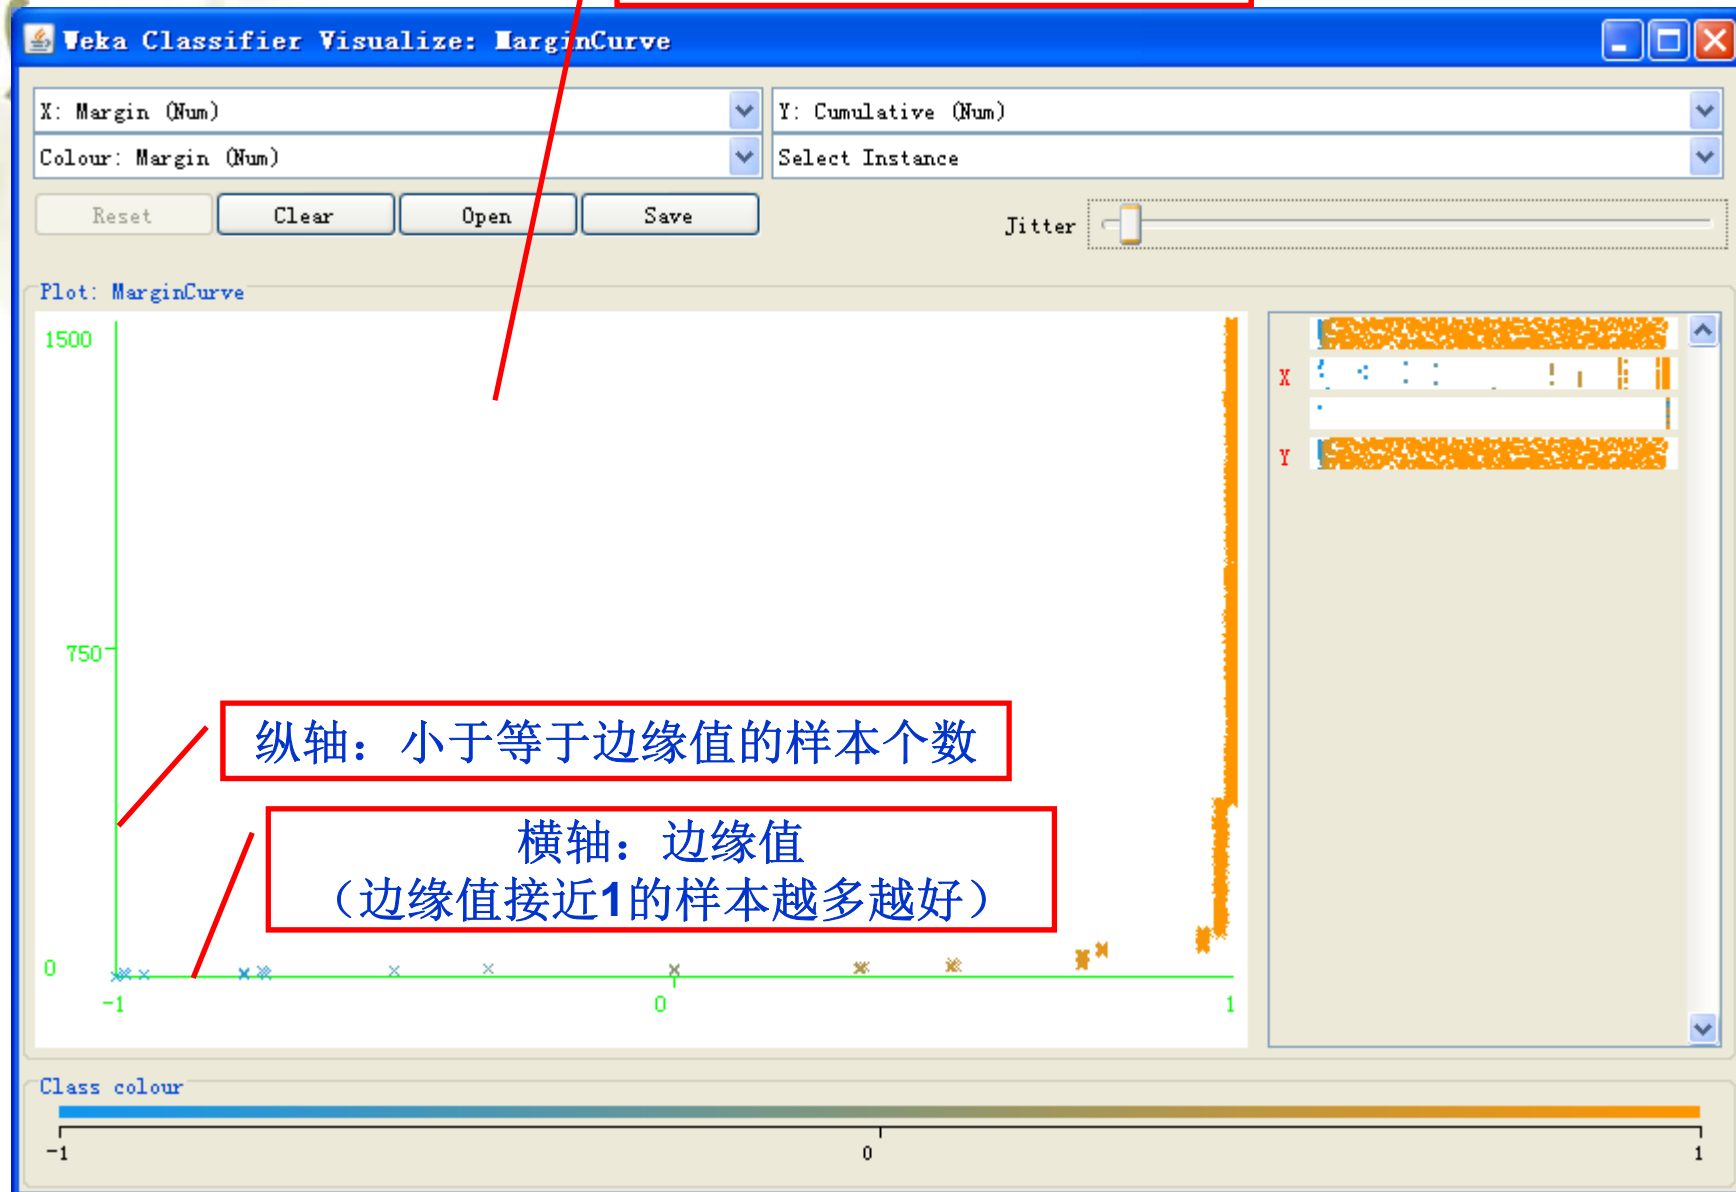 Weka Classifier Visualize: MarginCurve
X: Margin (Num)
Y: Cumulative (Num)
Colour: Margin (Num)
Select Instance
Reset
Clear
Open
Save
Jitter
Plot: MarginCurve
1500
X
Y
750
纵轴：小于等于边缘值的样本个数
横轴：边缘值
（边缘值接近1的样本越多越好）
0
-1
0
1
Class colour
-1
0
1